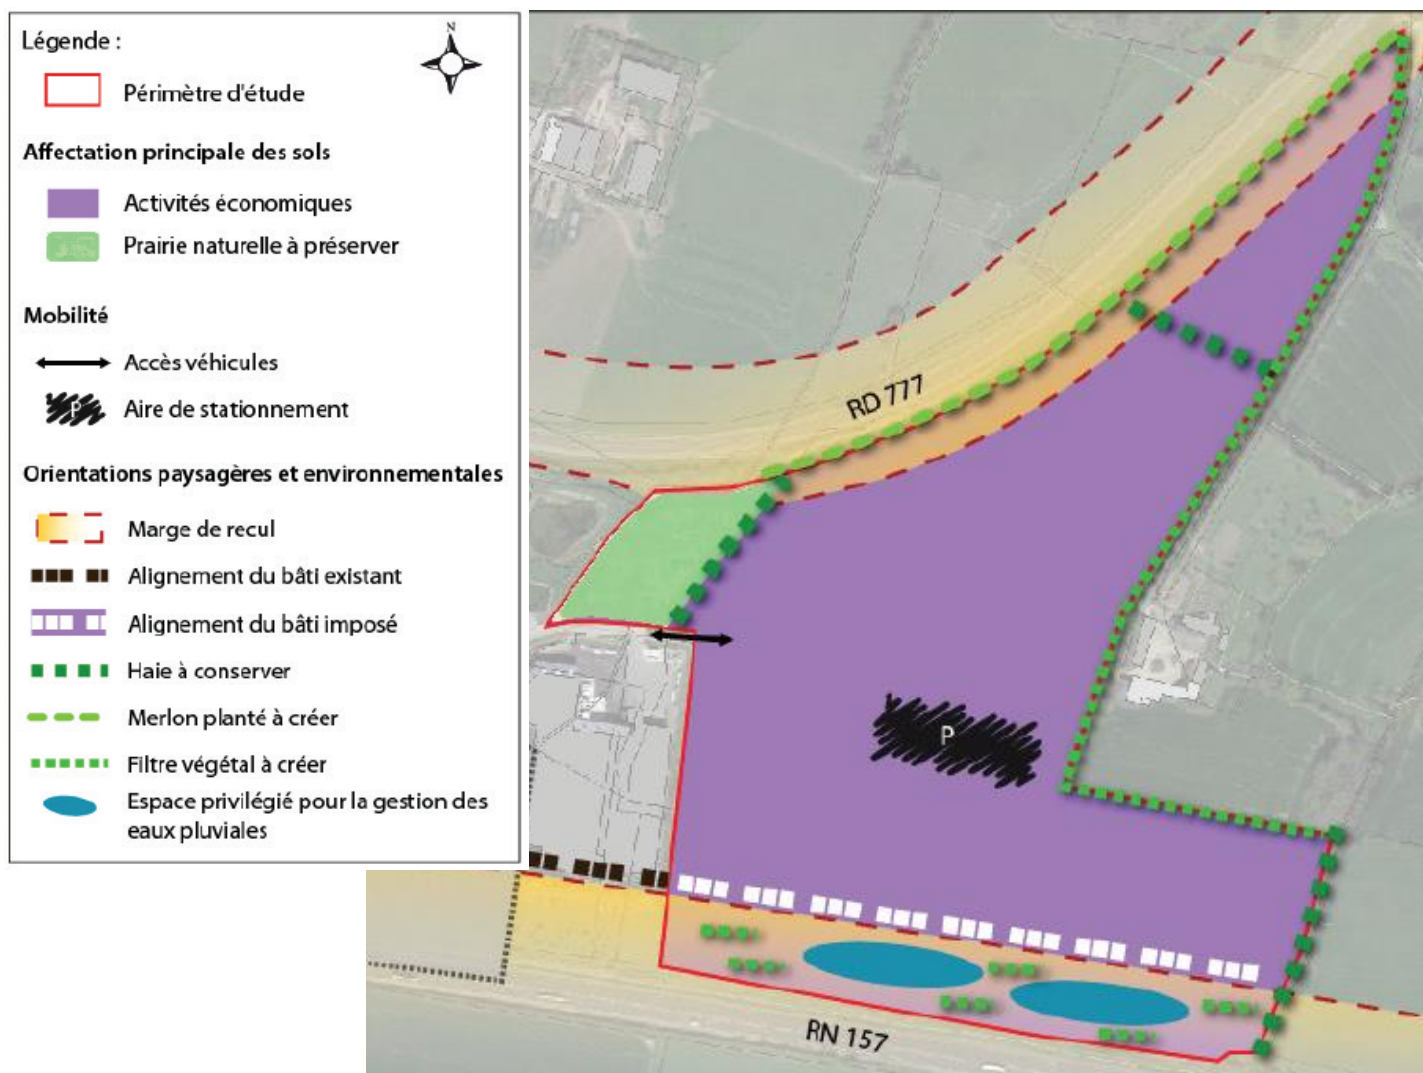 Légende :
N
Périmètre d'étude
Affectation principale des sols
Activités économiques
Prairie naturelle à préserver
Mobilité
Accès véhicules
P
Aire de stationnement
Orientations paysagères et environnementales
Marge de recul
Alignement du bâti existant
Alignement du bâti imposé
Haie à conserver
Merlon planté à créer
Filtre végétal à créer
Espace privilégié pour la gestion des
eaux pluviales
RD 777
P
RN 157